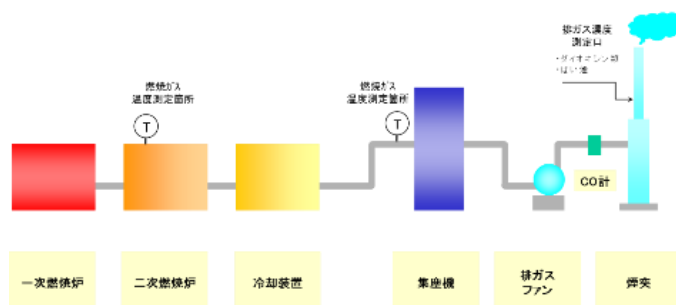 排ガス濃度
測定口
・ダイオキシン類
・ばい塵
燃焼ガス
温度測定箇所
燃焼ガス
温度測定箇所
T
T
CO計
一次燃焼炉
二次燃焼炉
冷却装置
集塵機
排ガス
ファン
煙突